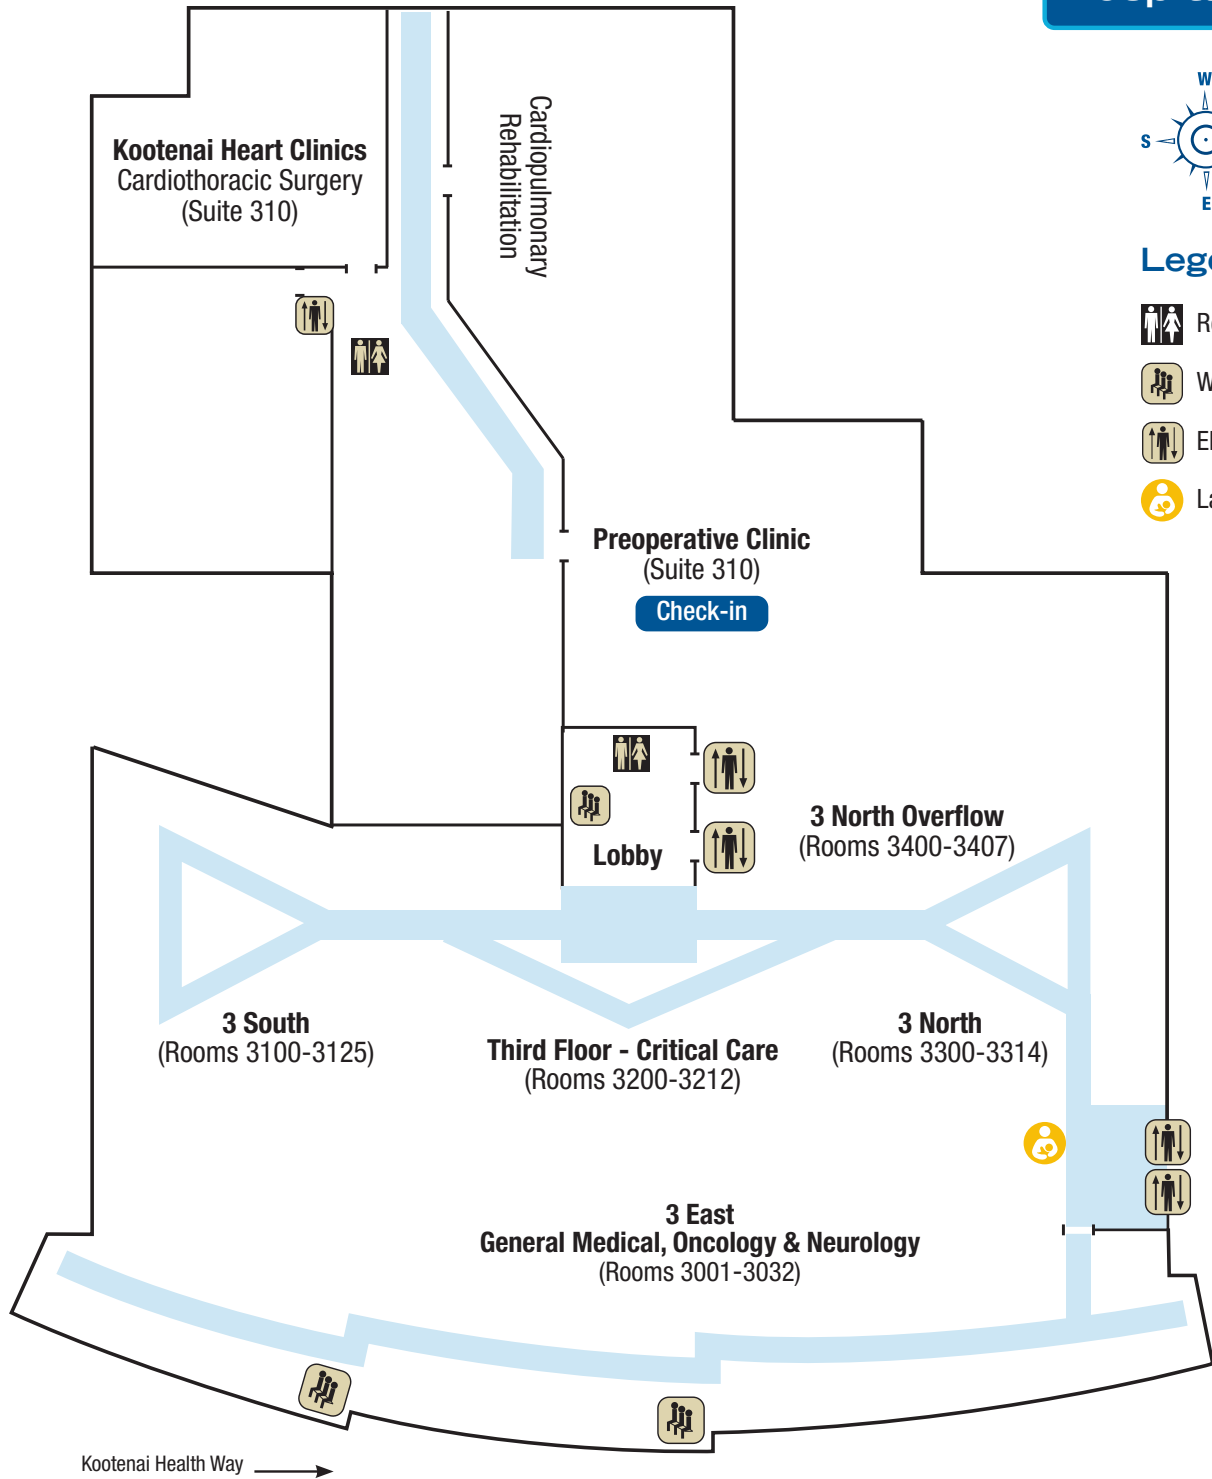 W
S
E
Kootenai Heart Clinics
Cardiothoracic Surgery
(Suite 310)
Cardiopulmonary
Rehabilitation
Preoperative Clinic
(Suite 310)
Check-in
Lobby
3 North Overflow
(Rooms 3400-3407)
3 South
(Rooms 3100-3125)
Third Floor - Critical Care
(Rooms 3200-3212)
3 North
(Rooms 3300-3314)
3 East
General Medical, Oncology & Neurology
(Rooms 3001-3032)
Kootenai Health Way